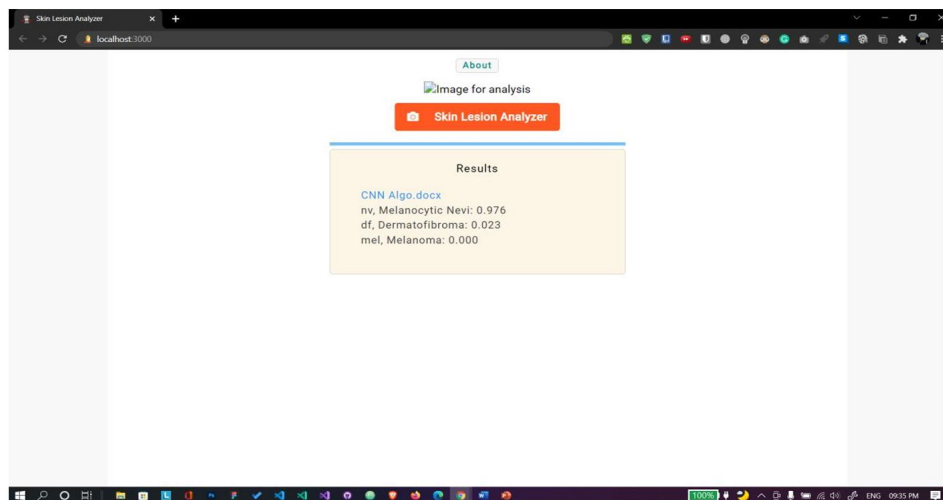 Skin Lesion Analyzer
localhost:3000
About
Image for analysis
Skin Lesion Analyzer
Results
CNN Algo.docx
nv, Melanocytic Nevi: 0.976
df, Dermatofibroma: 0.023
mel, Melanoma: 0.000
100%
ENG
09:35 PM